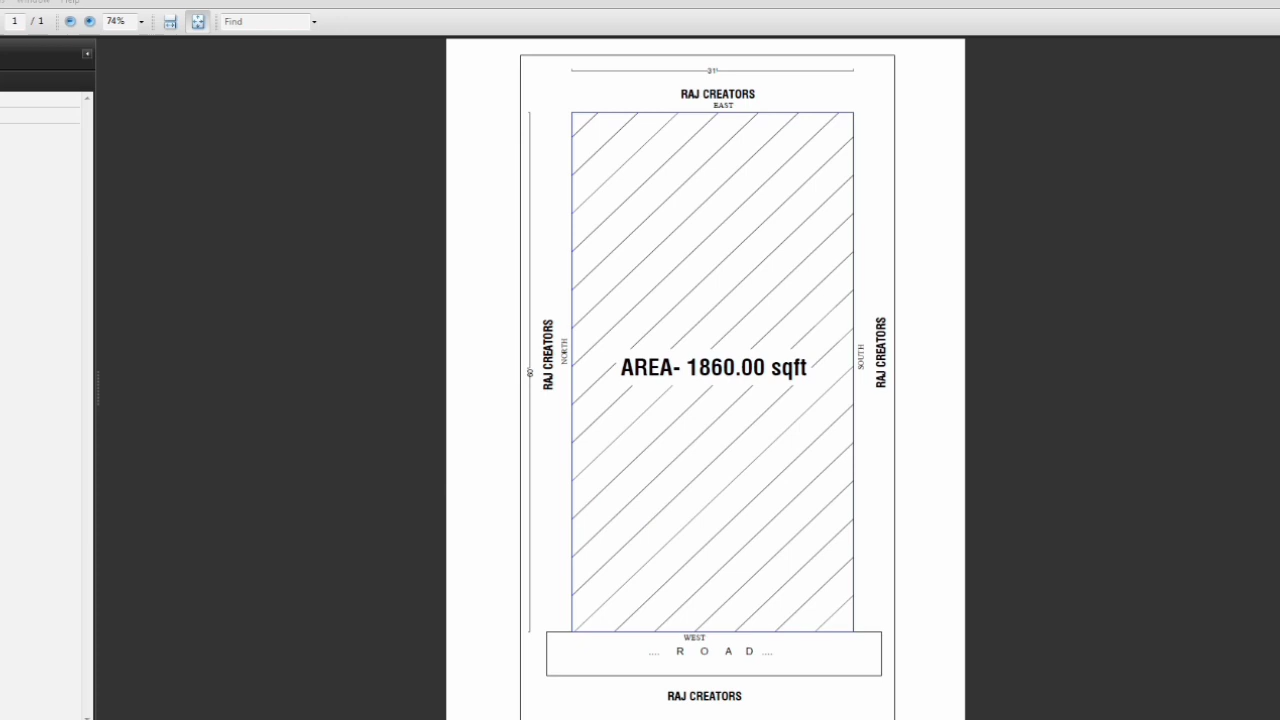 1 / 1
74%
Find
31'
RAJ CREATORS
EAST
RAJ CREATORS
NORTH
60'
AREA- 1860.00 sqft
SOUTH
RAJ CREATORS
WEST
.... R O A D ....
RAJ CREATORS